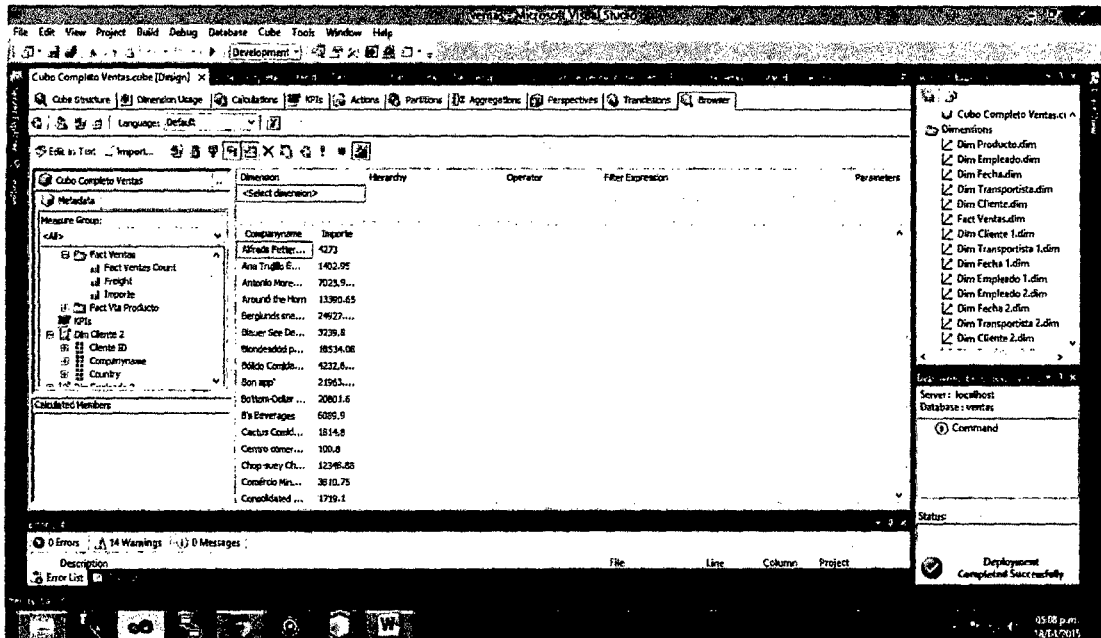 ventas - Microsoft Visual Studio
File Edit View Project Build Debug Database Cube Tools Window Help
Development
Cubo Completo Ventas.cube [Design]
Cube Structure Dimension Usage Calculations KPIs Actions Partitions Aggregations Perspectives Translations Browser
Language: Default
Edit as Text Import...
Cubo Completo Ventas
Metadata
Measure Group:
<All>
Fact Ventas
Fact Ventas Count
Freight
Importe
Fact Vta Producto
KPIs
Dim Cliente 2
Cliente ID
Companyname
Country
Calculated Members
Dimension Hierarchy Operator Filter Expression Parameters
<Select dimension>
Companyname Importe
Alfreds Futter... 4273
Ana Trujillo E... 1402.95
Antonio More... 7023.9...
Around the Horn 13390.65
Berglunds sna... 24927....
Blauer See De... 3239.8
Blondesddsl p... 18534.08
Bólido Comida... 4232.8...
Bon app' 21963....
Bottom-Dollar ... 20801.6
B's Beverages 6089.9
Cactus Comid... 1814.8
Centro comer... 100.8
Chop-suey Ch... 12348.88
Comércio Min... 3810.75
Consolidated ... 1719.1
Cubo Completo Ventas.cu
Dimensions
Dim Producto.dim
Dim Empleado.dim
Dim Fecha.dim
Dim Transportista.dim
Dim Cliente.dim
Fact Ventas.dim
Dim Cliente 1.dim
Dim Transportista 1.dim
Dim Fecha 1.dim
Dim Empleado 1.dim
Dim Empleado 2.dim
Dim Fecha 2.dim
Dim Transportista 2.dim
Dim Cliente 2.dim
Server : localhost
Database : ventas
Command
Status:
Deployment
Completed Successfully
Error List
0 Errors 14 Warnings 0 Messages
Description File Line Column Project
Error List
05:08 p.m.